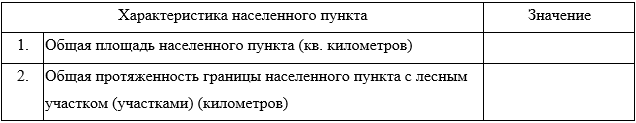 Характеристика населенного пункта Значение
1. Общая площадь населенного пункта (кв. километров)
2. Общая протяженность границы населенного пункта с лесным
участком (участками) (километров)